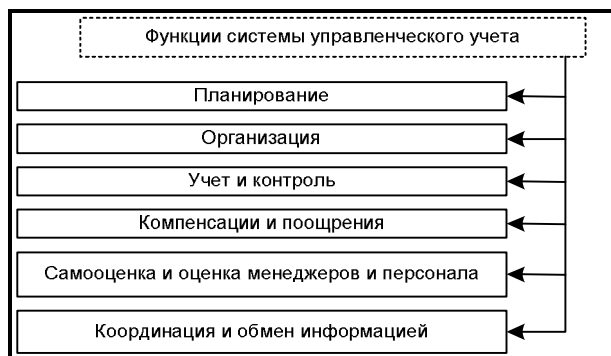 Функции системы управленческого учета
Планирование
Организация
Учет и контроль
Компенсации и поощрения
Самооценка и оценка менеджеров и персонала
Координация и обмен информацией